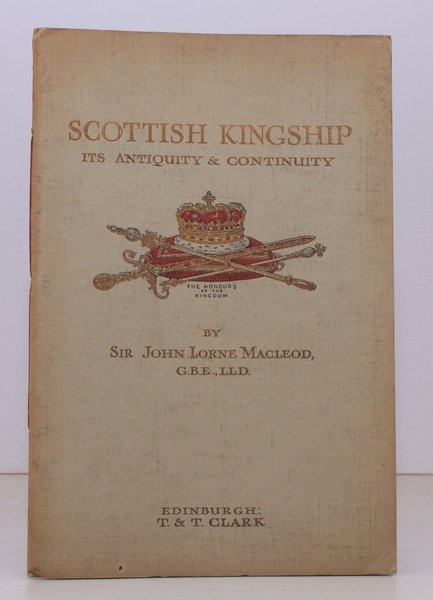 SCOTTISH KINGSHIP
ITS ANTIQUITY & CONTINUITY
THE HONOURS
OF THE
KINGDOM
BY
SIR JOHN LORNE MACLEOD,
G.B.E., LL.D.
EDINBURGH:
T. & T. CLARK